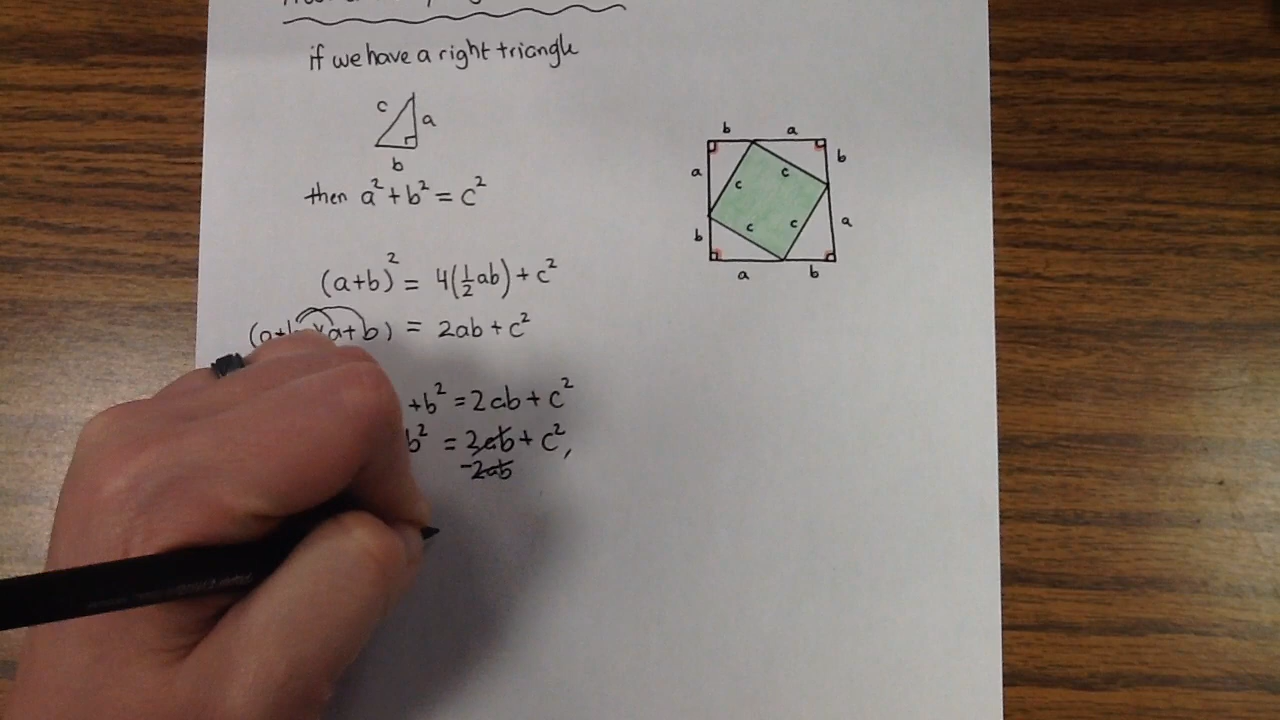 if we have a right triangle
c
a
b
then a² + b² = c²
(a+b)² = 4(½ab) + c²
a+b) = 2ab + c²
+b² = 2ab + c²
b² = 2ab + c²,
-2ab
b a
a b
c c
c c
b a
a b